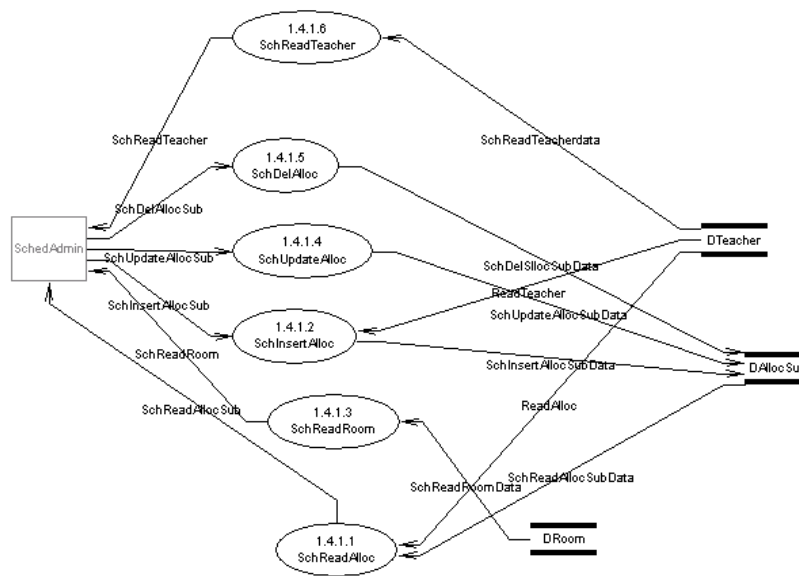 1.4.1.6
SchReadTeacher
SchReadTeacher
SchReadTeacherdata
1.4.1.5
SchDelAlloc
SchDelAllocSub
SchedAdmin
1.4.1.4
SchUpdateAlloc
SchUpdateAllocSub
DTeacher
SchDelSllocSubData
ReadTeacher
SchInsertAllocSub
SchUpdateAllocSubData
1.4.1.2
SchInsertAlloc
SchReadRoom
SchInsertAllocSubData
DAllocSu
SchReadAllocSub
1.4.1.3
SchReadRoom
ReadAlloc
SchReadRoomData
SchReadAllocSubData
1.4.1.1
SchReadAlloc
DRoom